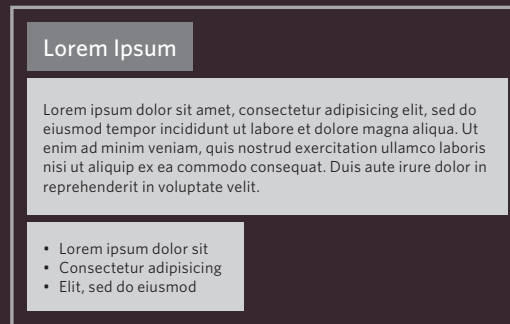 Lorem Ipsum
Lorem ipsum dolor sit amet, consectetur adipisicing elit, sed do
eiusmod tempor incididunt ut labore et dolore magna aliqua. Ut
enim ad minim veniam, quis nostrud exercitation ullamco laboris
nisi ut aliquip ex ea commodo consequat. Duis aute irure dolor in
reprehenderit in voluptate velit.
• Lorem ipsum dolor sit
• Consectetur adipisicing
• Elit, sed do eiusmod